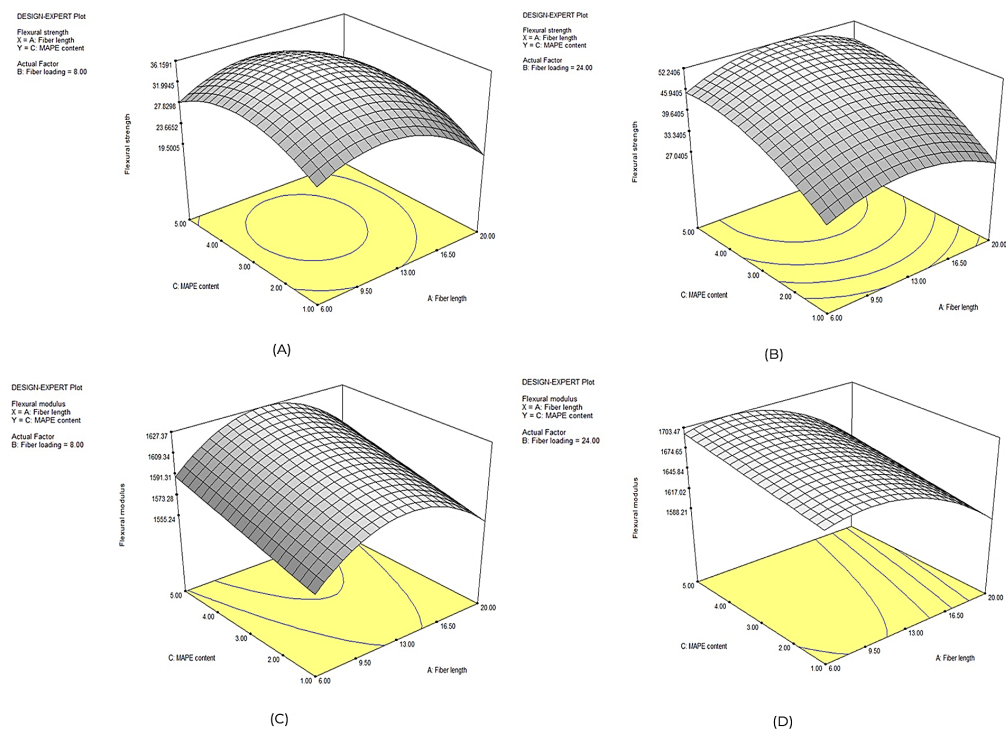 DESIGN-EXPERT Plot
Flexural strength
X = A: Fiber length
Y = C: MAPE content
Actual Factor
B: Fiber loading = 8.00
36.1591
31.9945
27.8298
23.6652
19.5005
Flexural strength
5.00
4.00
3.00
2.00
1.00
C: MAPE content
6.00
9.50
13.00
16.50
20.00
A: Fiber length
(A)
DESIGN-EXPERT Plot
Flexural strength
X = A: Fiber length
Y = C: MAPE content
Actual Factor
B: Fiber loading = 24.00
52.2406
45.9405
39.6405
33.3405
27.0405
Flexural strength
5.00
4.00
3.00
2.00
1.00
C: MAPE content
6.00
9.50
13.00
16.50
20.00
A: Fiber length
(B)
DESIGN-EXPERT Plot
Flexural modulus
X = A: Fiber length
Y = C: MAPE content
Actual Factor
B: Fiber loading = 8.00
1627.37
1609.34
1591.31
1573.28
1555.24
Flexural modulus
5.00
4.00
3.00
2.00
1.00
C: MAPE content
6.00
9.50
13.00
16.50
20.00
A: Fiber length
(C)
DESIGN-EXPERT Plot
Flexural modulus
X = A: Fiber length
Y = C: MAPE content
Actual Factor
B: Fiber loading = 24.00
1703.47
1674.65
1645.84
1617.02
1588.21
Flexural modulus
5.00
4.00
3.00
2.00
1.00
C: MAPE content
6.00
9.50
13.00
16.50
20.00
A: Fiber length
(D)